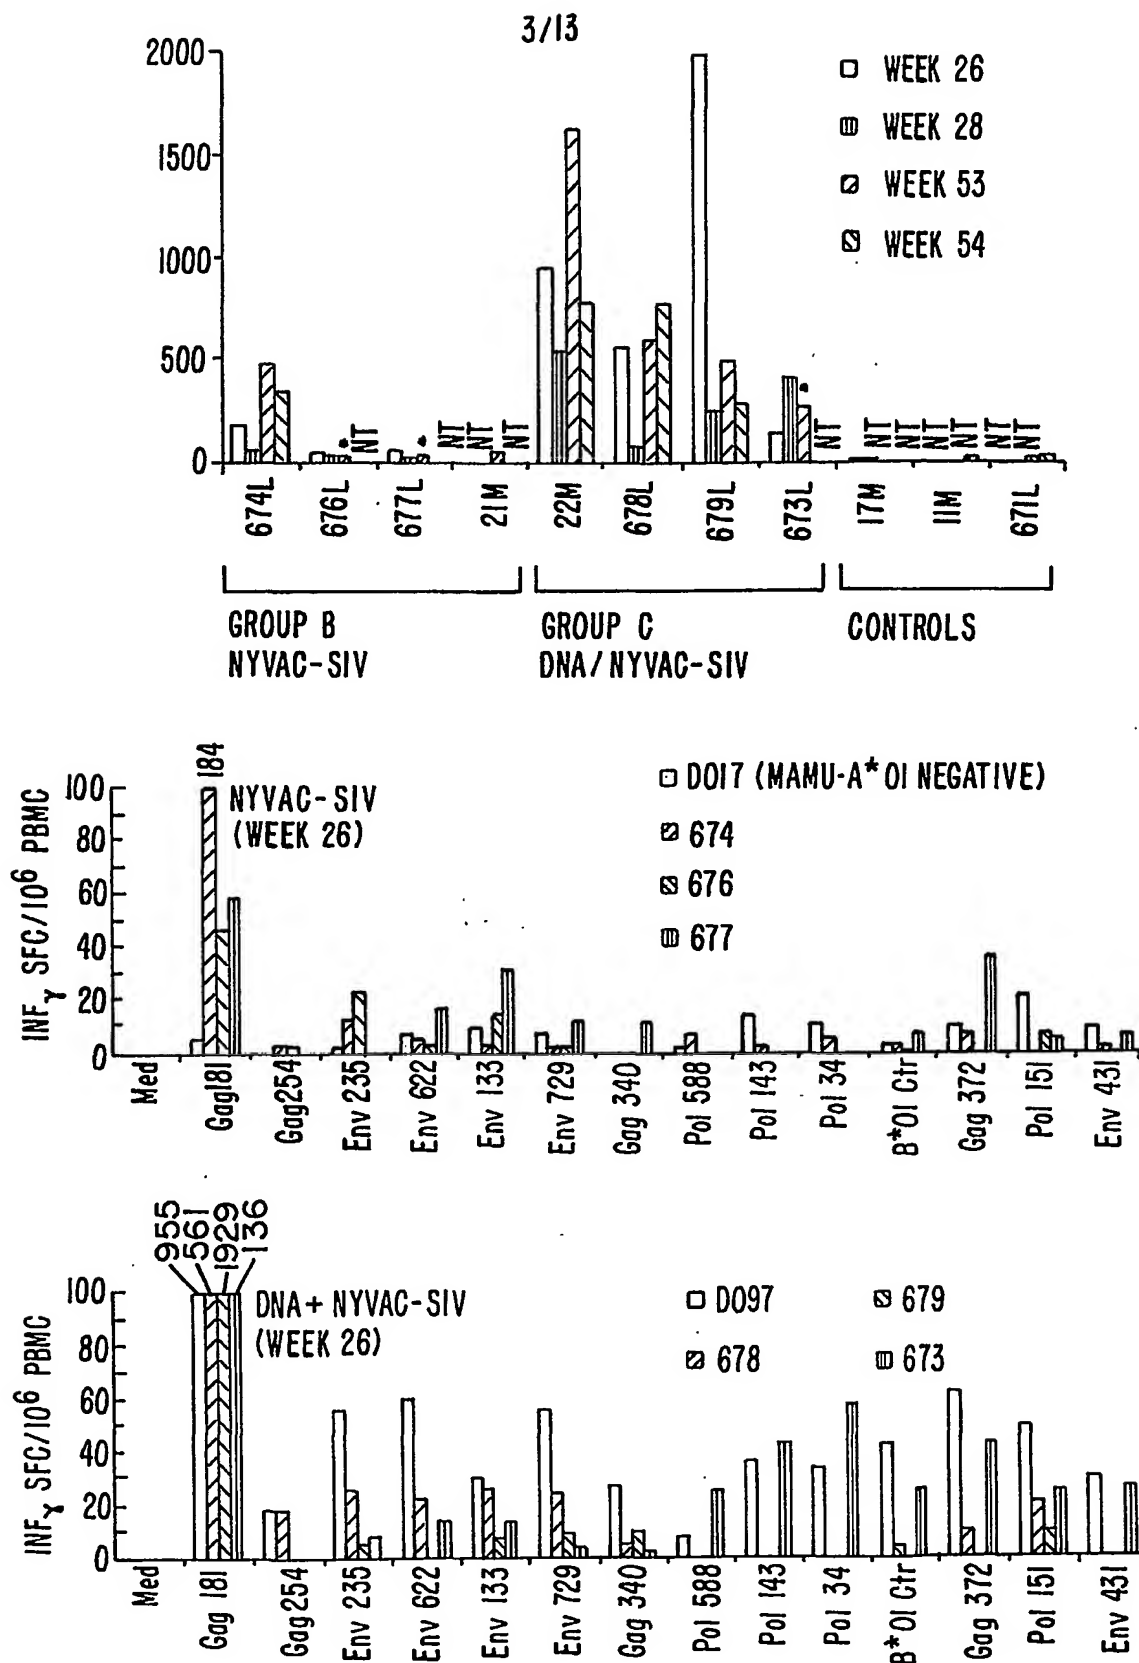 3/13
2000
1500
1000
500
0
WEEK 26
WEEK 28
WEEK 53
WEEK 54
* NT * NT NT NT * NT NT NT NT NT NT NT
674L 676L 677L 21M 22M 678L 679L 673L 17M 11M 671L
GROUP B
NYVAC-SIV
GROUP C
DNA/NYVAC-SIV
CONTROLS
INFγ SFC/10⁶ PBMC
100
80
60
40
20
0
184
NYVAC-SIV
(WEEK 26)
D017 (MAMU-A*01 NEGATIVE)
674
676
677
Med Gag181 Gag254 Env 235 Env 622 Env 133 Env 729 Gag 340 Pol 588 Pol 143 Pol 34 B*01 Ctr Gag 372 Pol 151 Env 431
INFγ SFC/10⁶ PBMC
100
80
60
40
20
0
955 561 1929 136
DNA+ NYVAC-SIV
(WEEK 26)
D097 679
678 673
Med Gag 181 Gag254 Env 235 Env 622 Env 133 Env 729 Gag 340 Pol 588 Pol 143 Pol 34 B*01 Ctr Gag 372 Pol 151 Env 431